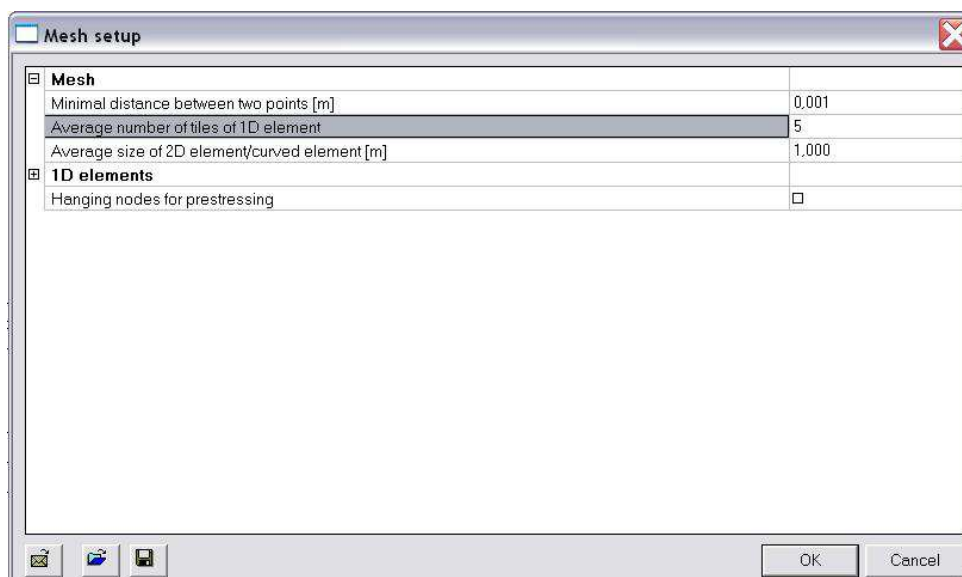 Mesh setup
Mesh
Minimal distance between two points [m] 0,001
Average number of tiles of 1D element 5
Average size of 2D element/curved element [m] 1,000
1D elements
Hanging nodes for prestressing
OK Cancel